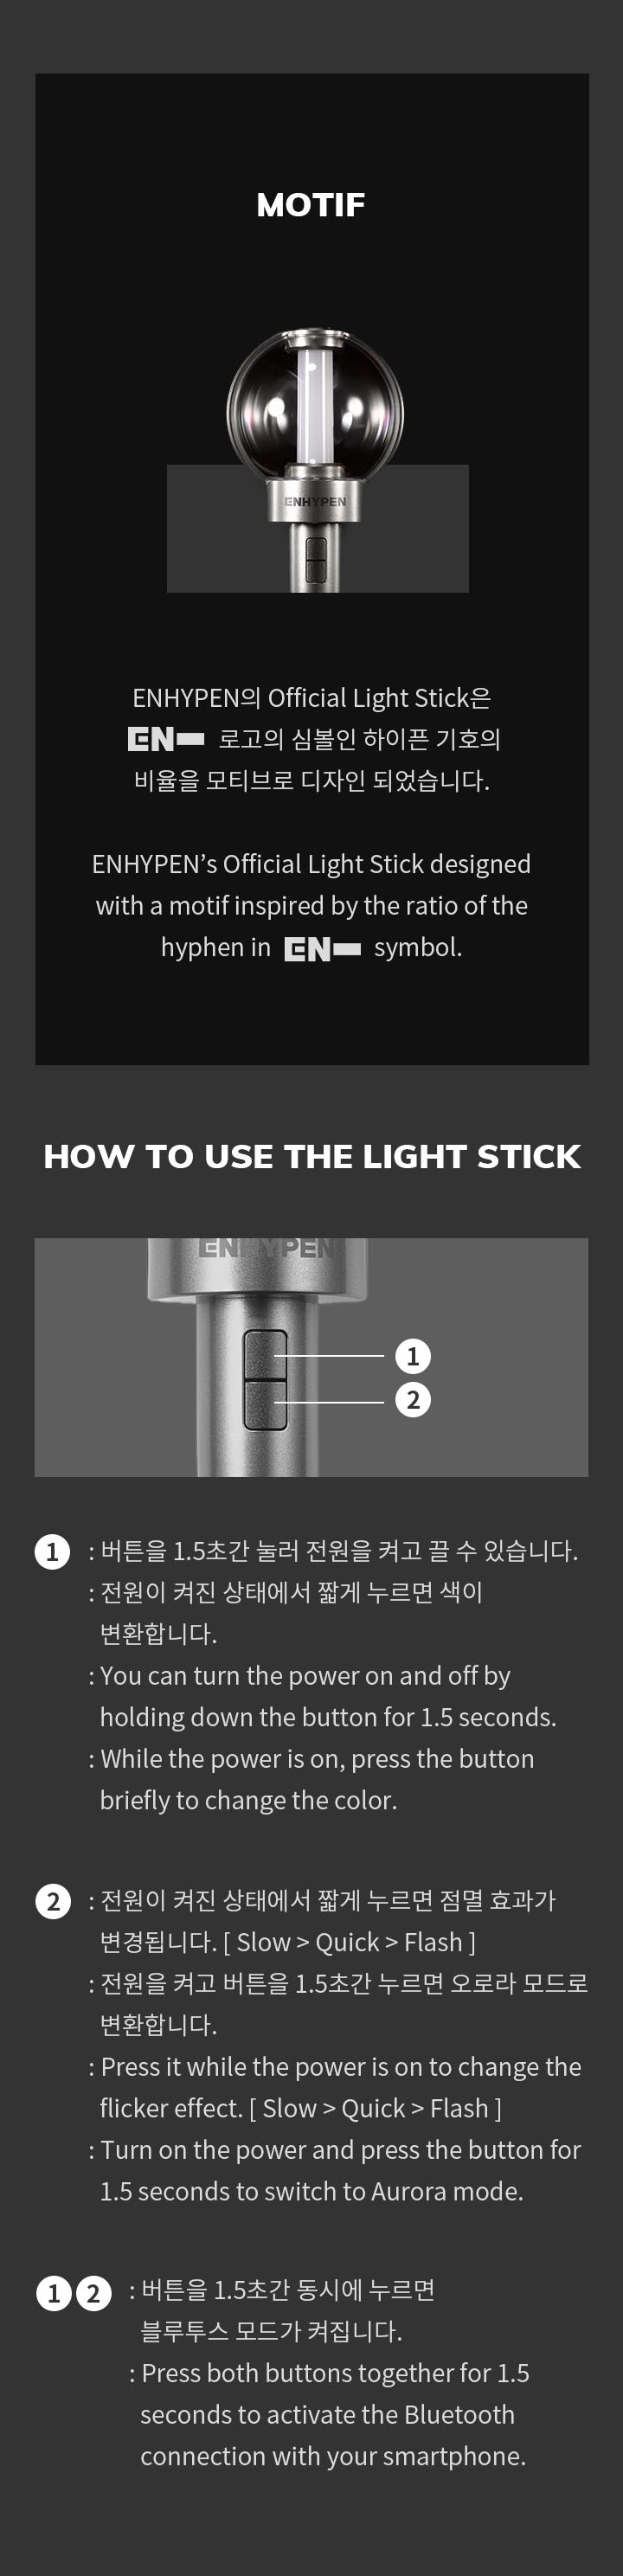 MOTIF
ENHYPEN
ENHYPEN의 Official Light Stick은
EN- 로고의 심볼인 하이픈 기호의
비율을 모티브로 디자인 되었습니다.
ENHYPEN’s Official Light Stick designed
with a motif inspired by the ratio of the
hyphen in EN- symbol.
HOW TO USE THE LIGHT STICK
ENHYPEN
1
2
1 : 버튼을 1.5초간 눌러 전원을 켜고 끌 수 있습니다.
: 전원이 켜진 상태에서 짧게 누르면 색이
변환합니다.
: You can turn the power on and off by
holding down the button for 1.5 seconds.
: While the power is on, press the button
briefly to change the color.
2 : 전원이 켜진 상태에서 짧게 누르면 점멸 효과가
변경됩니다. [ Slow > Quick > Flash ]
: 전원을 켜고 버튼을 1.5초간 누르면 오로라 모드로
변환합니다.
: Press it while the power is on to change the
flicker effect. [ Slow > Quick > Flash ]
: Turn on the power and press the button for
1.5 seconds to switch to Aurora mode.
1 2 : 버튼을 1.5초간 동시에 누르면
블루투스 모드가 켜집니다.
: Press both buttons together for 1.5
seconds to activate the Bluetooth
connection with your smartphone.